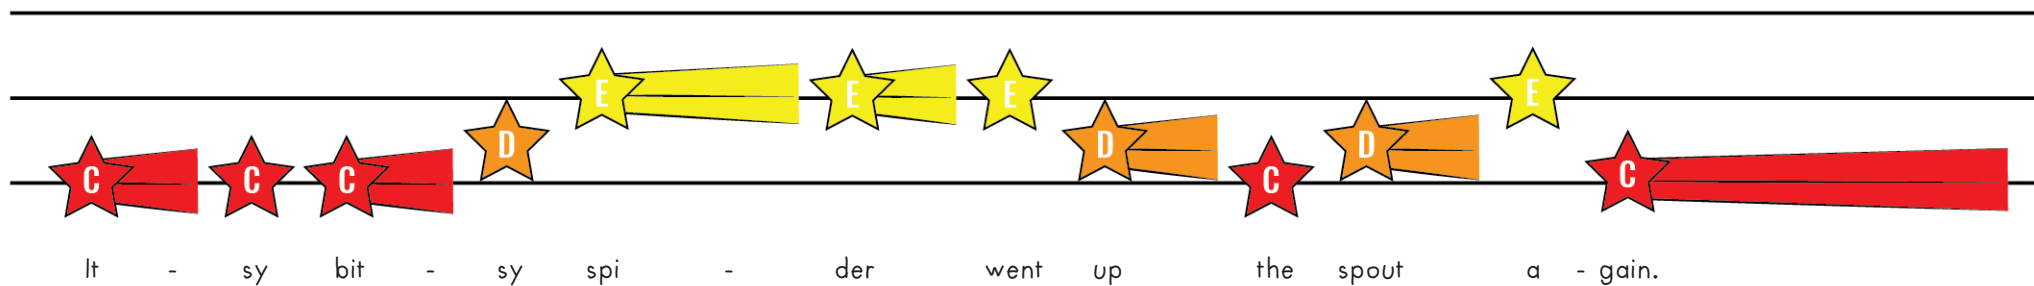 C C C D E E E D C D E C
It - sy bit - sy spi - der went up the spout a - gain.